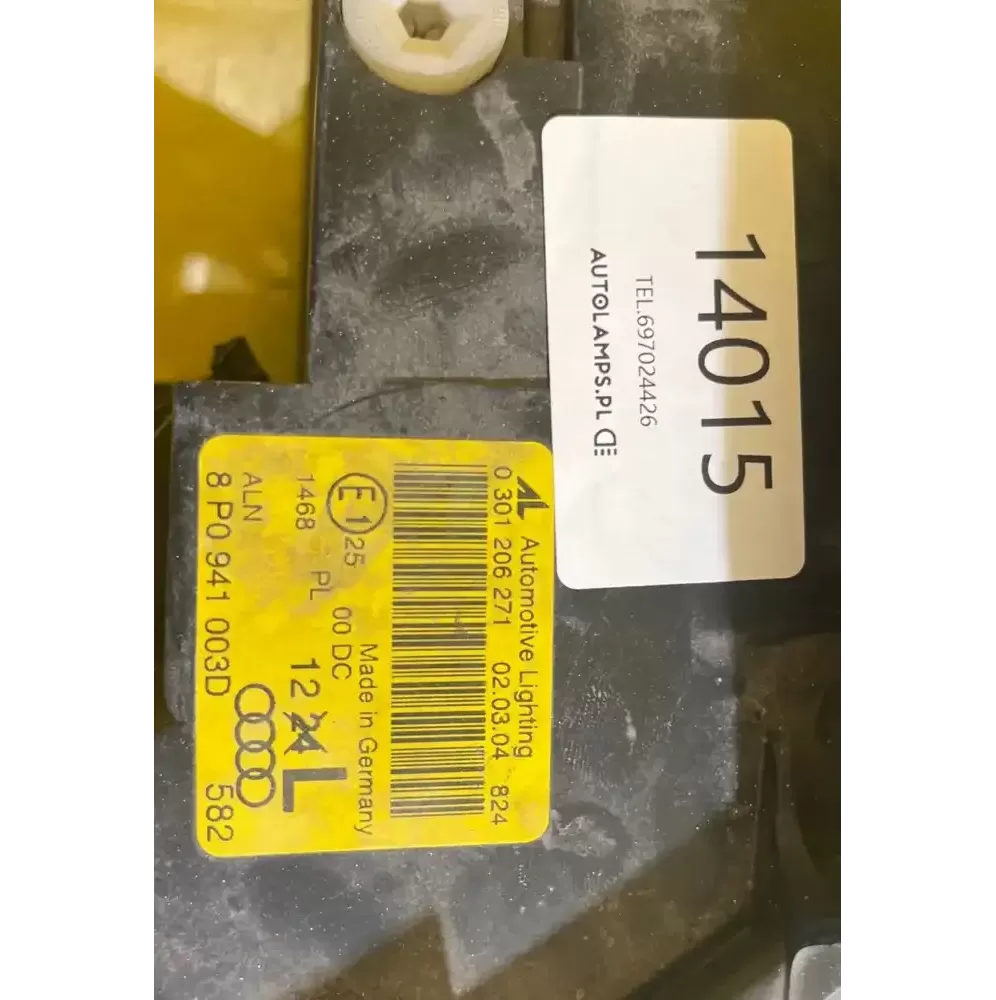 14015
TEL.697024426
AUTOLAMPS.PL
AL Automotive Lighting
0 301 206 271 02.03.04 824
Made in Germany
E1 25 00 DC
1468 PL 12 24 L
ALN
8 P0 941 003D 582